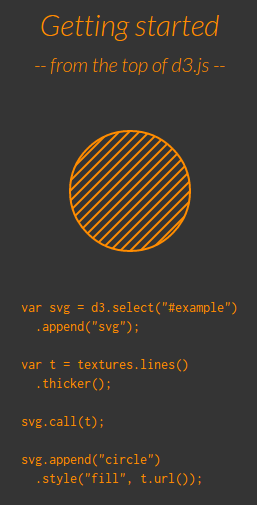 Getting started
-- from the top of d3.js --
var svg = d3.select("#example")
  .append("svg");
var t = textures.lines()
  .thicker();
svg.call(t);
svg.append("circle")
  .style("fill", t.url());